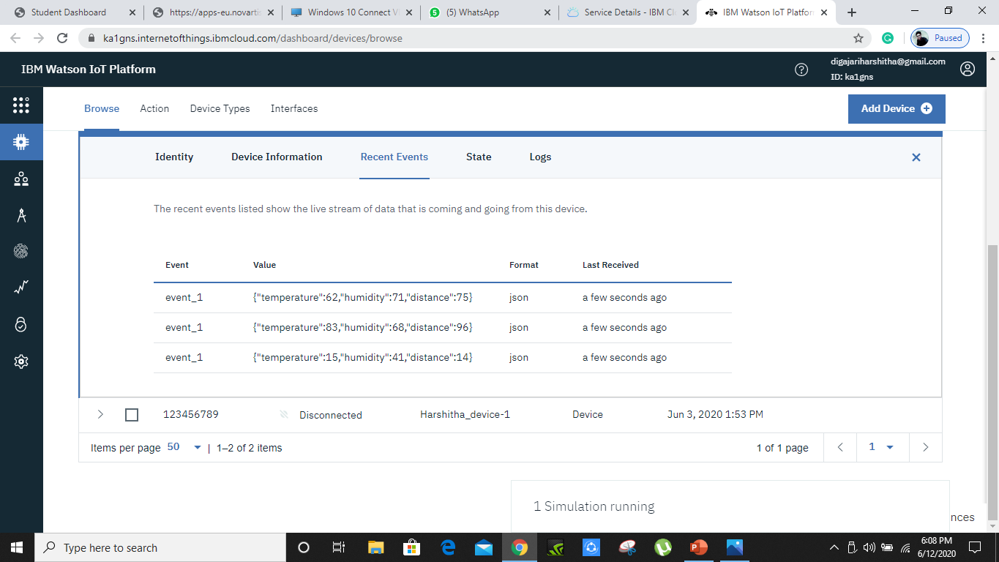 Student Dashboard
https://apps-eu.novartis
Windows 10 Connect V
5 (5) WhatsApp
Service Details - IBM Cl
IBM Watson IoT Platfor
ka1gns.internetofthings.ibmcloud.com/dashboard/devices/browse
Paused
IBM Watson IoT Platform
digajariharshitha@gmail.com
ID: ka1gns
Browse Action Device Types Interfaces
Add Device
Identity Device Information Recent Events State Logs
The recent events listed show the live stream of data that is coming and going from this device.
Event Value Format Last Received
event_1 {"temperature":62,"humidity":71,"distance":75} json a few seconds ago
event_1 {"temperature":83,"humidity":68,"distance":96} json a few seconds ago
event_1 {"temperature":15,"humidity":41,"distance":14} json a few seconds ago
123456789 Disconnected Harshitha_device-1 Device Jun 3, 2020 1:53 PM
Items per page 50 | 1–2 of 2 items 1 of 1 page 1
1 Simulation running
nces
Type here to search
6:08 PM
6/12/2020